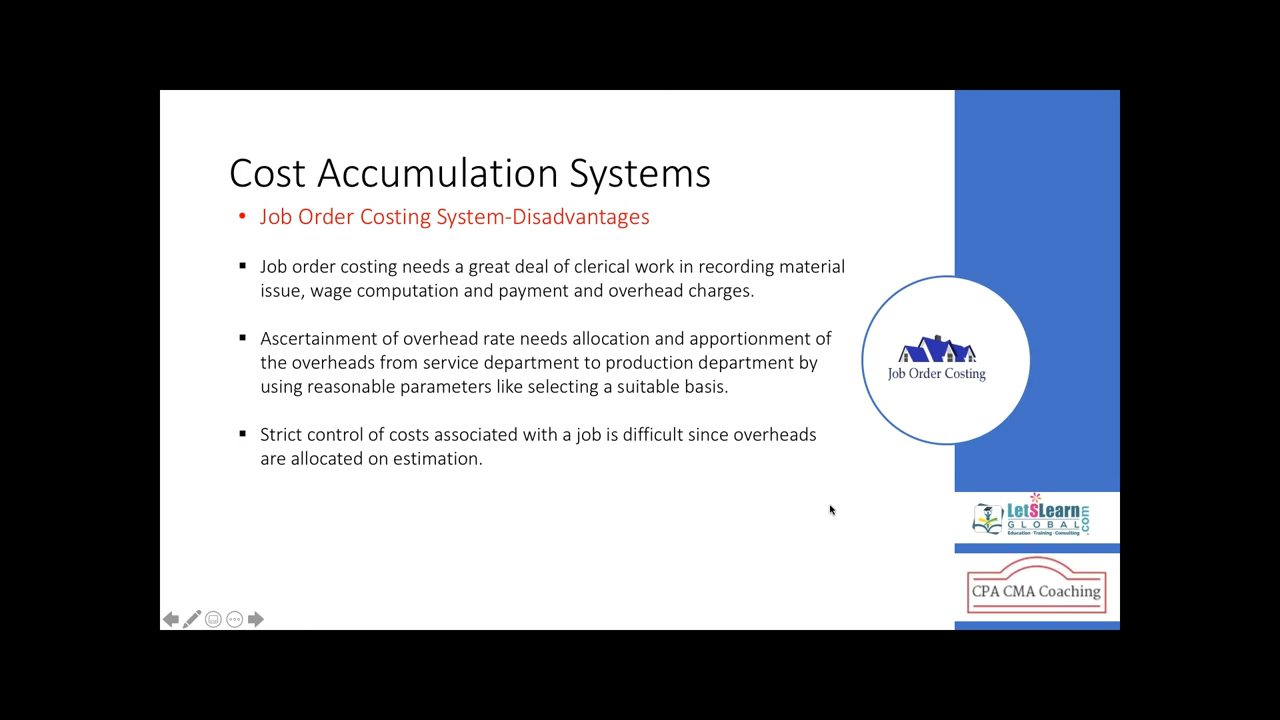 Cost Accumulation Systems
• Job Order Costing System-Disadvantages
▪ Job order costing needs a great deal of clerical work in recording material
issue, wage computation and payment and overhead charges.
▪ Ascertainment of overhead rate needs allocation and apportionment of
the overheads from service department to production department by
using reasonable parameters like selecting a suitable basis.
▪ Strict control of costs associated with a job is difficult since overheads
are allocated on estimation.
Job Order Costing
LetSLearn
GLOBAL
.com
Education · Training · Consulting
CPA CMA Coaching